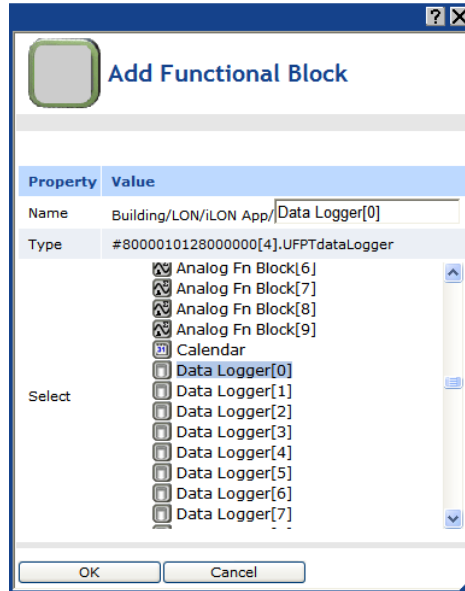 Add Functional Block
Property Value
Name Building/LON/iLON App/Data Logger[0]
Type #8000010128000000[4].UFPTdataLogger
Analog Fn Block[6]
Analog Fn Block[7]
Analog Fn Block[8]
Analog Fn Block[9]
31 Calendar
Data Logger[0]
Data Logger[1]
Select
Data Logger[2]
Data Logger[3]
Data Logger[4]
Data Logger[5]
Data Logger[6]
Data Logger[7]
OK Cancel